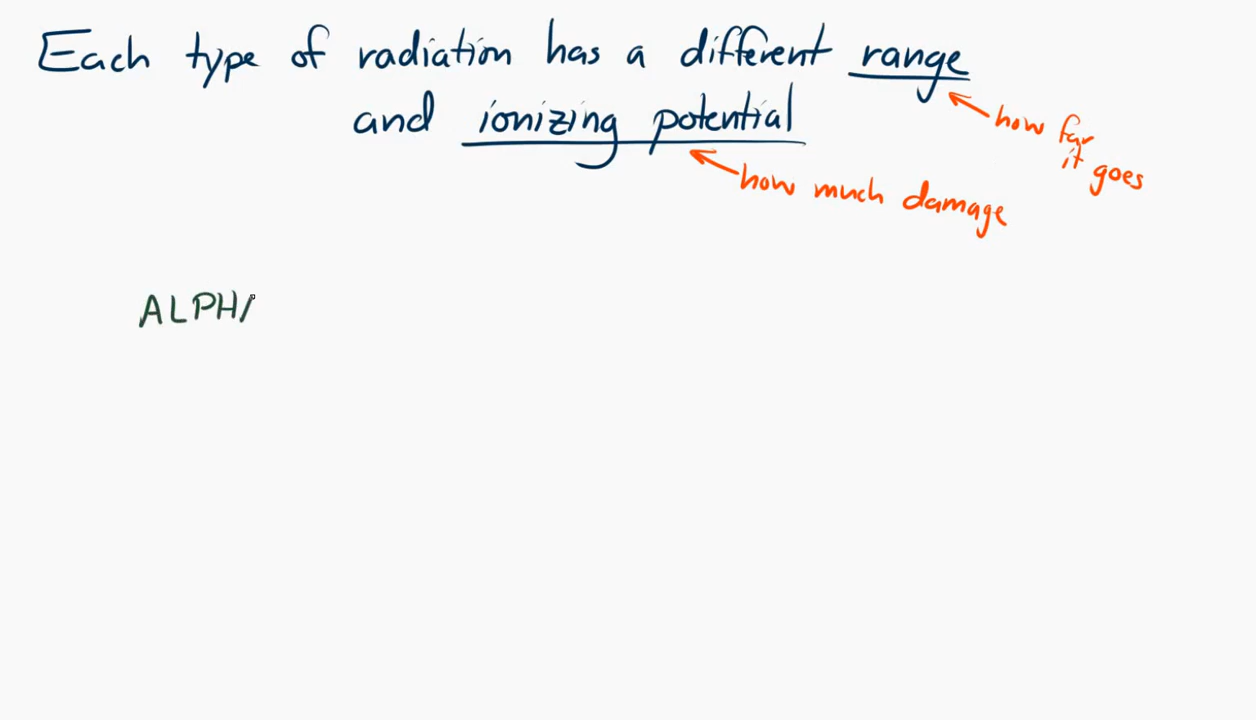 Each type of radiation has a different range
and ionizing potential
how far
it goes
how much damage
ALPH